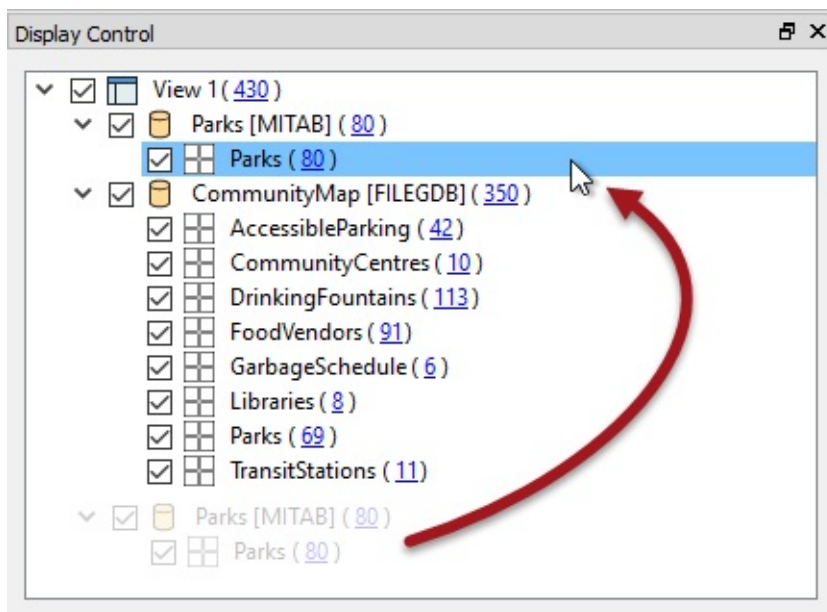 Display Control
View 1 ( 430 )
Parks [MITAB] ( 80 )
Parks ( 80 )
CommunityMap [FILEGDB] ( 350 )
AccessibleParking ( 42 )
CommunityCentres ( 10 )
DrinkingFountains ( 113 )
FoodVendors ( 91 )
GarbageSchedule ( 6 )
Libraries ( 8 )
Parks ( 69 )
TransitStations ( 11 )
Parks [MITAB] ( 80 )
Parks ( 80 )